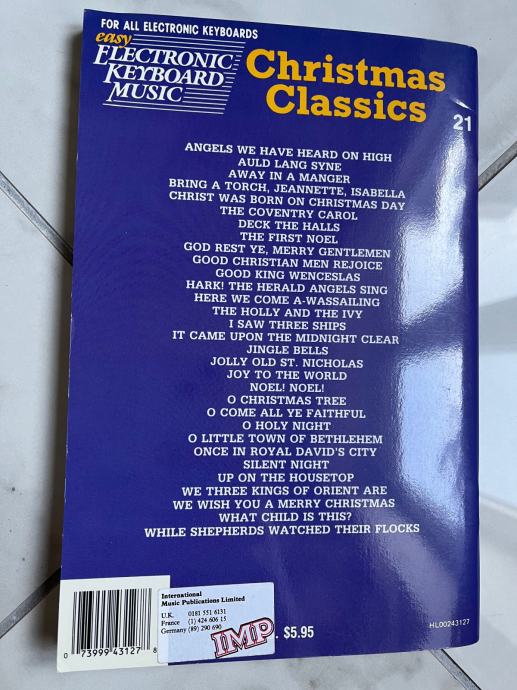 FOR ALL ELECTRONIC KEYBOARDS
easy
ELECTRONIC
KEYBOARD
MUSIC
Christmas
Classics
21
ANGELS WE HAVE HEARD ON HIGH
AULD LANG SYNE
AWAY IN A MANGER
BRING A TORCH, JEANNETTE, ISABELLA
CHRIST WAS BORN ON CHRISTMAS DAY
THE COVENTRY CAROL
DECK THE HALLS
THE FIRST NOEL
GOD REST YE, MERRY GENTLEMEN
GOOD CHRISTIAN MEN REJOICE
GOOD KING WENCESLAS
HARK! THE HERALD ANGELS SING
HERE WE COME A-WASSAILING
THE HOLLY AND THE IVY
I SAW THREE SHIPS
IT CAME UPON THE MIDNIGHT CLEAR
JINGLE BELLS
JOLLY OLD ST. NICHOLAS
JOY TO THE WORLD
NOEL! NOEL!
O CHRISTMAS TREE
O COME ALL YE FAITHFUL
O HOLY NIGHT
O LITTLE TOWN OF BETHLEHEM
ONCE IN ROYAL DAVID'S CITY
SILENT NIGHT
UP ON THE HOUSETOP
WE THREE KINGS OF ORIENT ARE
WE WISH YOU A MERRY CHRISTMAS
WHAT CHILD IS THIS?
WHILE SHEPHERDS WATCHED THEIR FLOCKS
International
Music Publications Limited
U.K. 0181 551 6131
France (1) 424 606 15
Germany (89) 290 690
IMP
. $5.95
0 73999 43127 8
HL00243127